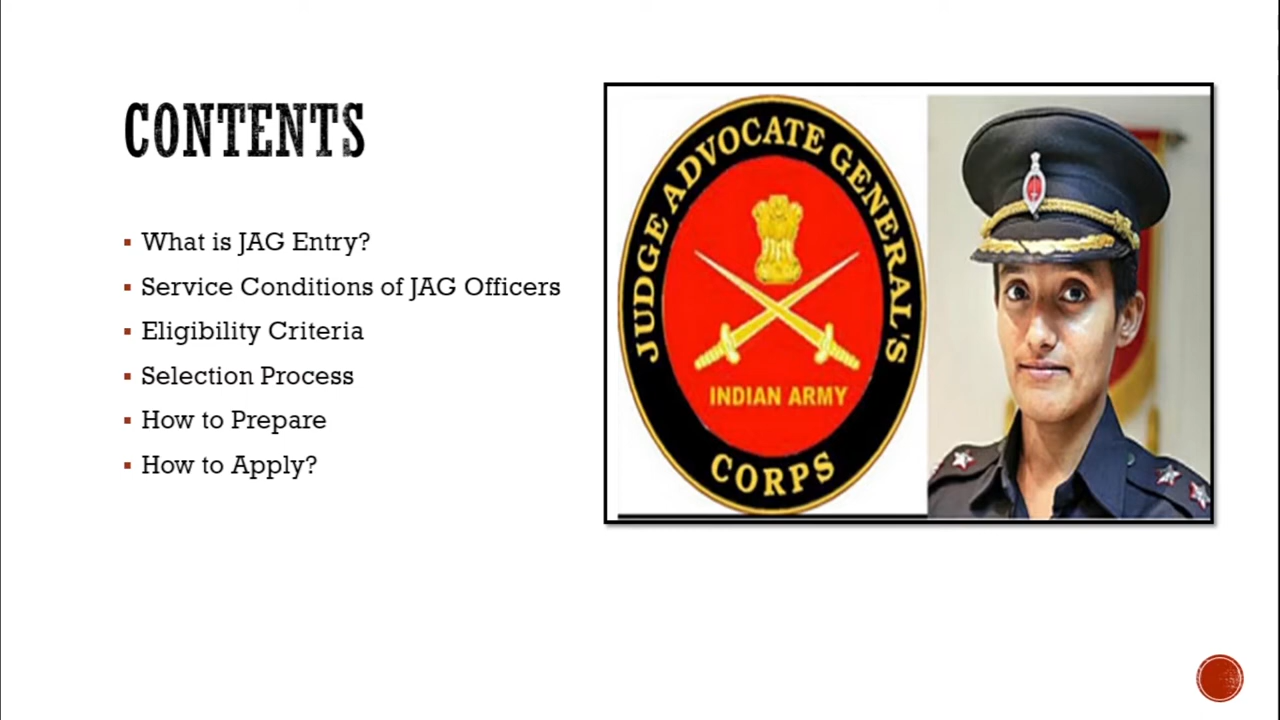 CONTENTS
What is JAG Entry?
Service Conditions of JAG Officers
Eligibility Criteria
Selection Process
How to Prepare
How to Apply?
JUDGE ADVOCATE GENERAL'S
INDIAN ARMY
CORPS